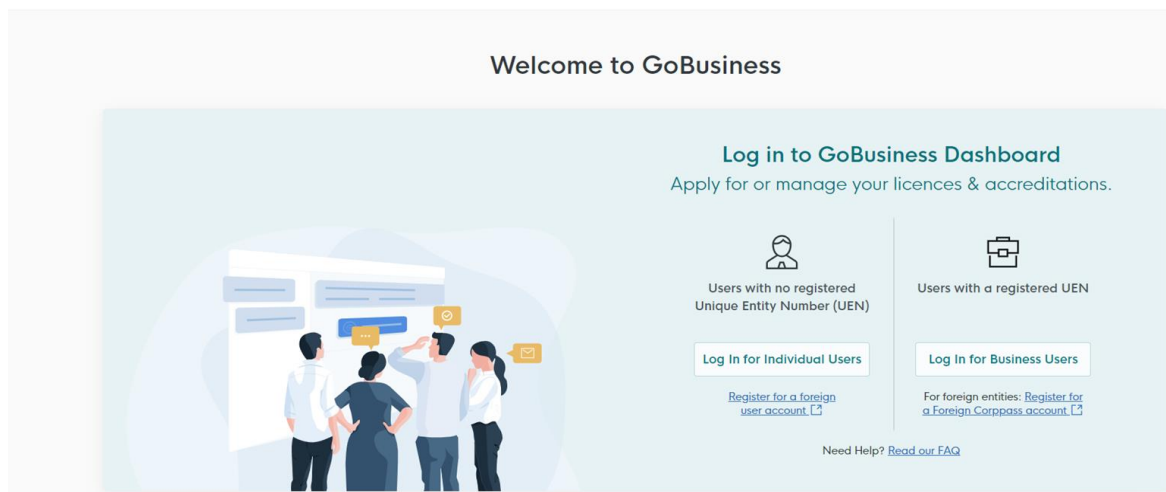 Welcome to GoBusiness
Log in to GoBusiness Dashboard
Apply for or manage your licences & accreditations.
Users with no registered
Unique Entity Number (UEN)
Log In for Individual Users
Register for a foreign
user account
Users with a registered UEN
Log In for Business Users
For foreign entities: Register for
a Foreign Corppass account
Need Help? Read our FAQ